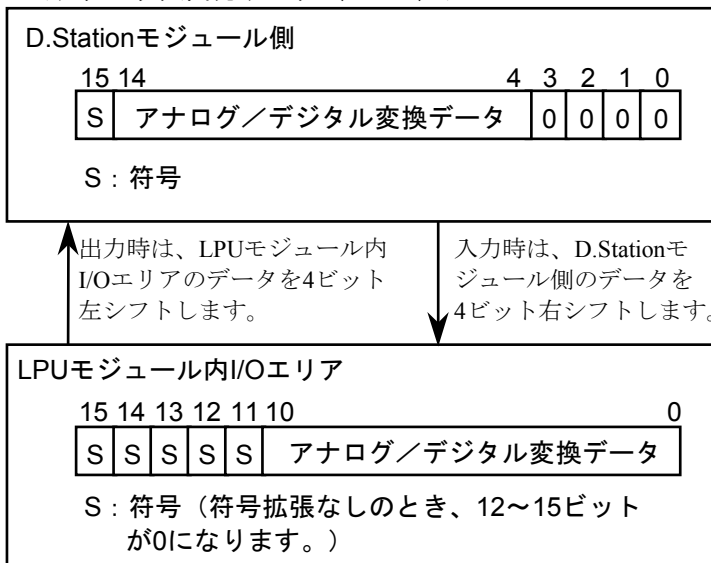 D.Stationモジュール側
15 14 4 3 2 1 0
S アナログ／デジタル変換データ 0 0 0 0
S：符号
出力時は、LPUモジュール内
I/Oエリアのデータを4ビット
左シフトします。
入力時は、D.Stationモ
ジュール側のデータを
4ビット右シフトします。
LPUモジュール内I/Oエリア
15 14 13 12 11 10 0
S S S S S アナログ／デジタル変換データ
S：符号（符号拡張なしのとき、12～15ビット
が0になります。）